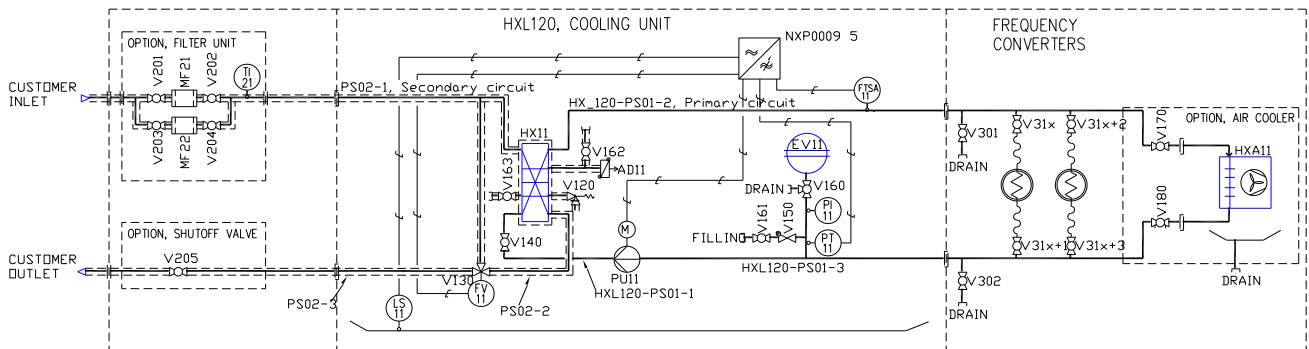 HXL120, COOLING UNIT
FREQUENCY
CONVERTERS
OPTION, FILTER UNIT
NXP0009 5
V201
MF21
V202
TI
21
CUSTOMER
INLET
PS02-1, Secondary circuit
HX_120-PS01-2, Primary circuit
FTSA
11
V203
MF22
V204
HX11
V163
V162
AD11
V120
V140
EV11
DRAIN
V160
PI
11
V161
V150
FILLING
PT
11
M
PU11
HXL120-PS01-3
HXL120-PS01-1
V301
DRAIN
V31x
V31x+2
V170
OPTION, AIR COOLER
HXA11
V180
V31x+1
V31x+3
V302
DRAIN
DRAIN
OPTION, SHUTOFF VALVE
V205
CUSTOMER
OUTLET
V130
FV
11
PS02-3
PS02-2
LS
11